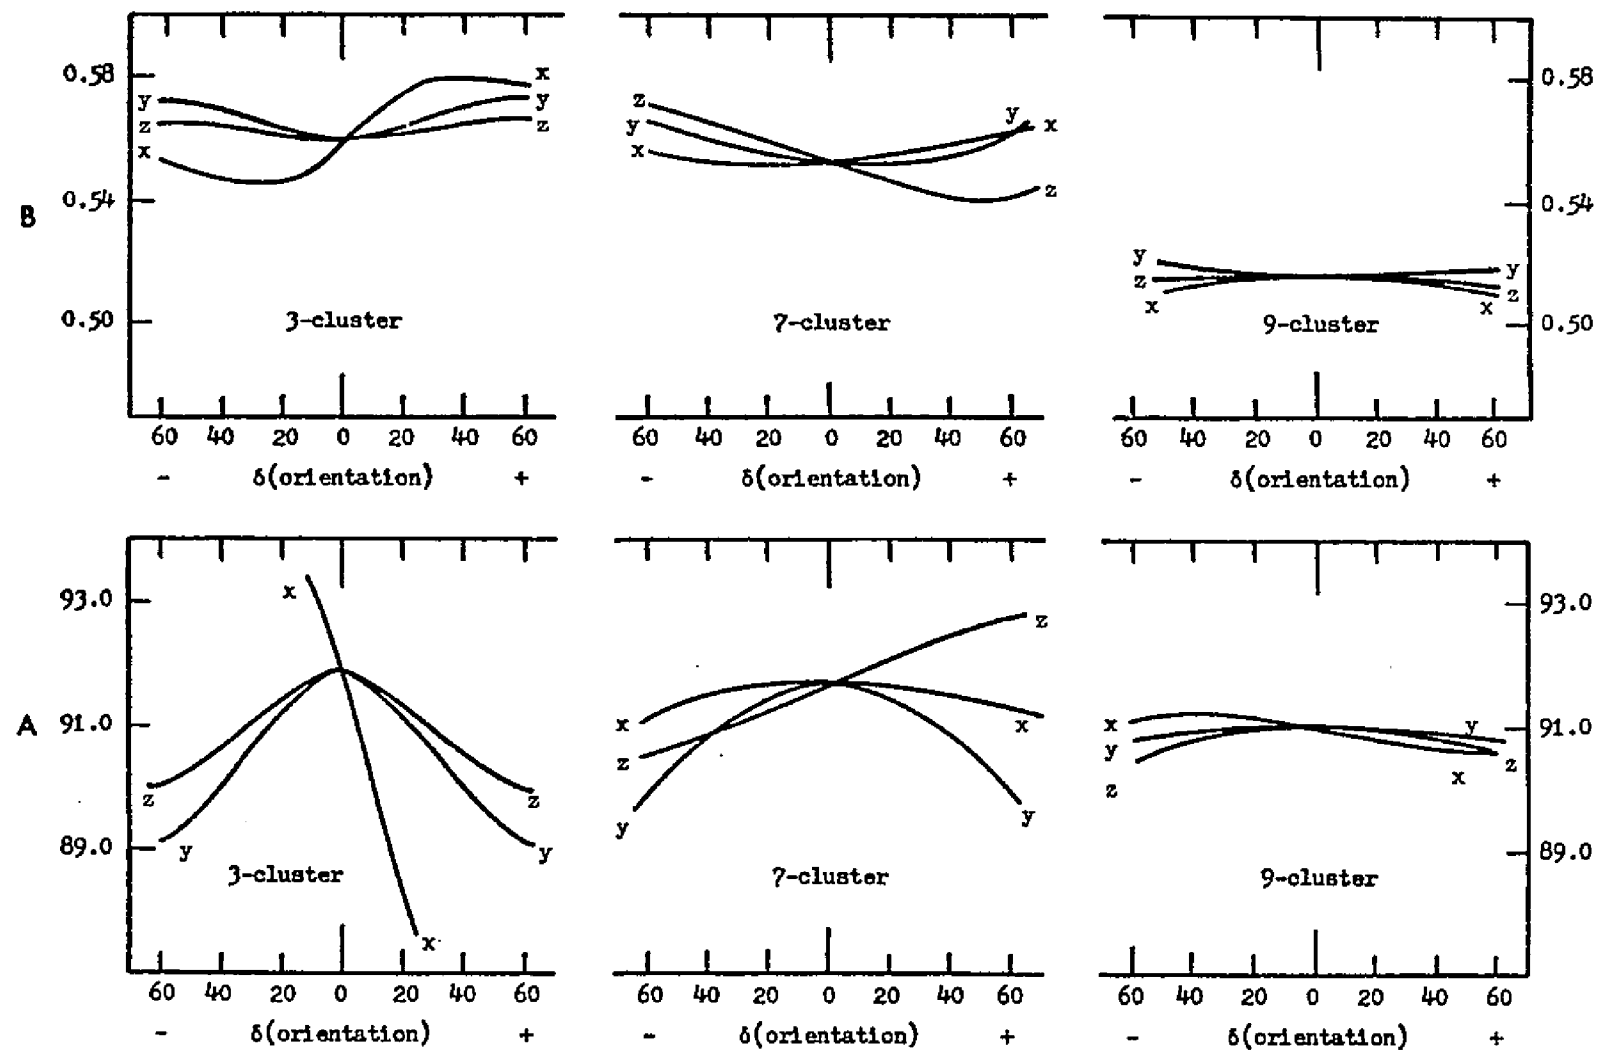 B
0.58
0.54
0.50
y
z
x
x
y
z
3-cluster
60 40 20 0 20 40 60
- δ(orientation) +
z
y
x
y
x
z
7-cluster
60 40 20 0 20 40 60
- δ(orientation) +
y
z
x
y
z
x
9-cluster
0.58
0.54
0.50
60 40 20 0 20 40 60
- δ(orientation) +
A
93.0
91.0
89.0
x
z
y
z
y
x
3-cluster
60 40 20 0 20 40 60
- δ(orientation) +
x
z
y
z
x
y
7-cluster
60 40 20 0 20 40 60
- δ(orientation) +
x
y
z
y
z
x
9-cluster
93.0
91.0
89.0
60 40 20 0 20 40 60
- δ(orientation) +